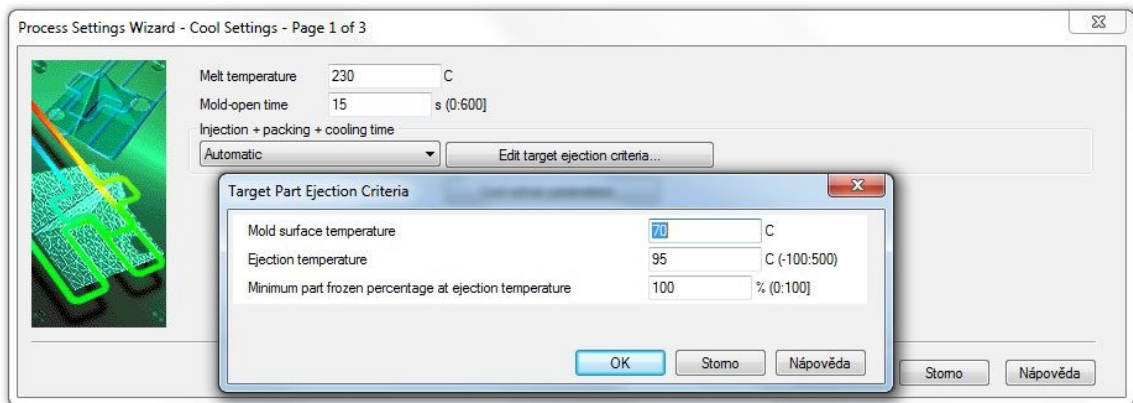 Process Settings Wizard - Cool Settings - Page 1 of 3
Melt temperature 230 C
Mold-open time 15 s (0:600]
Injection + packing + cooling time
Automatic Edit target ejection criteria...
Target Part Ejection Criteria
Mold surface temperature 70 C
Ejection temperature 95 C (-100:500)
Minimum part frozen percentage at ejection temperature 100 % (0:100]
OK Storno Nápověda
Storno Nápověda